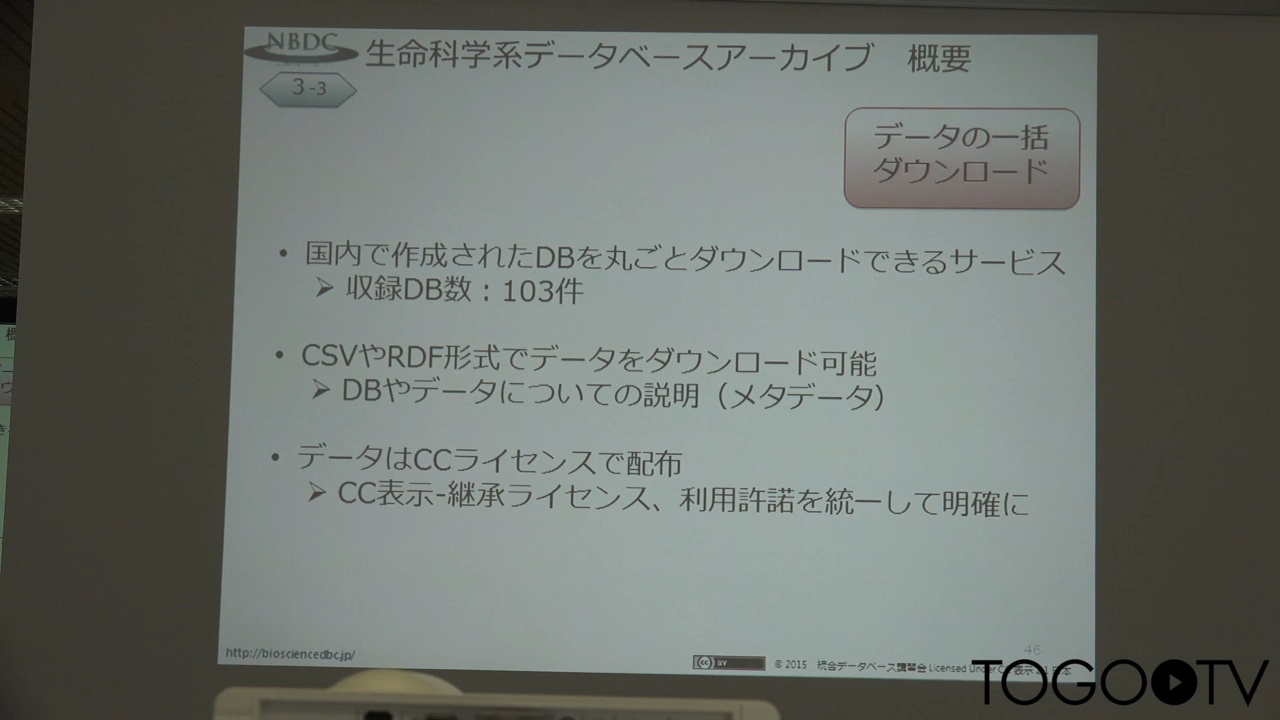 NBDC
生命科学系データベースアーカイブ 概要
3-3
データの一括
ダウンロード
• 国内で作成されたDBを丸ごとダウンロードできるサービス
➢ 収録DB数：103件
• CSVやRDF形式でデータをダウンロード可能
➢ DBやデータについての説明（メタデータ）
• データはCCライセンスで配布
➢ CC表示-継承ライセンス、利用許諾を統一して明確に
46
http://biosciencedbc.jp/
cc BY
© 2015 統合データベース講習会 Licensed Under CC 表示
TOGO TV